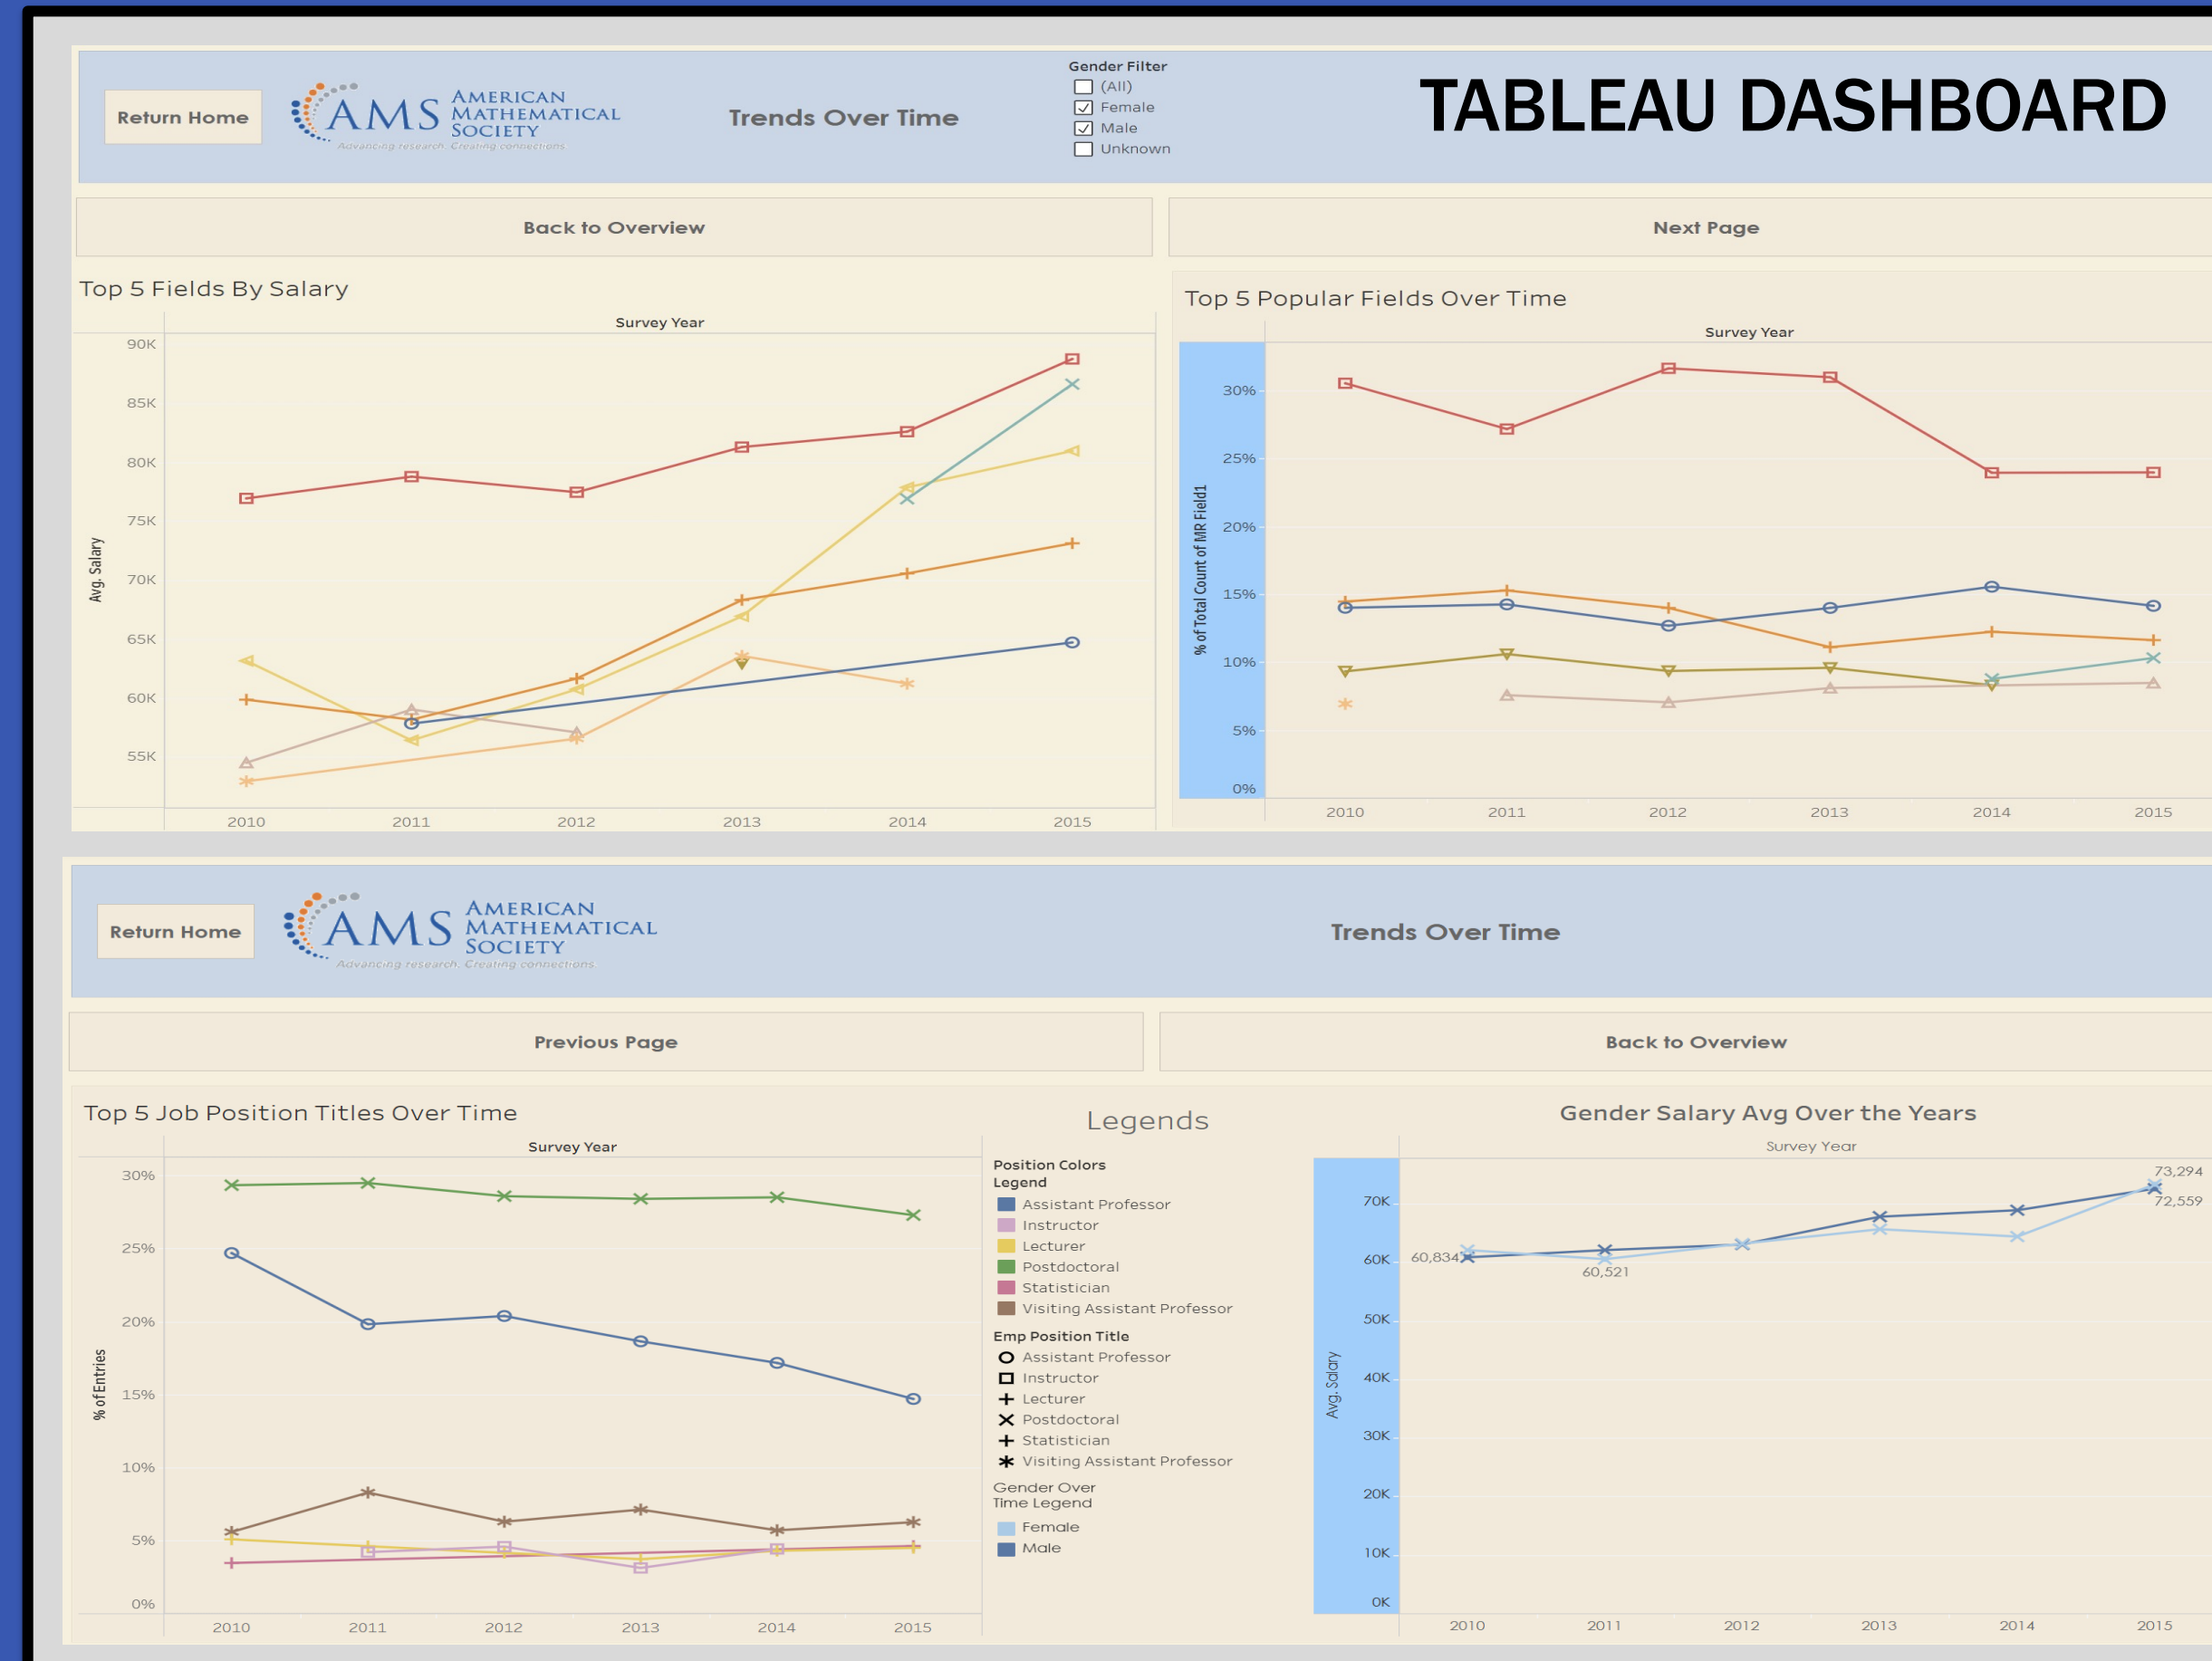 TABLEAU DASHBOARD
Return Home
AMS AMERICAN
MATHEMATICAL
SOCIETY
Advancing research. Creating connections.
Trends Over Time
Gender Filter
(All)
Female
Male
Unknown
Back to Overview
Next Page
Top 5 Fields By Salary
Survey Year
Avg. Salary
90K
85K
80K
75K
70K
65K
60K
55K
2010 2011 2012 2013 2014 2015
Top 5 Popular Fields Over Time
Survey Year
% of Total Count of MR Field1
30%
25%
20%
15%
10%
5%
0%
2010 2011 2012 2013 2014 2015
Return Home
AMS AMERICAN
MATHEMATICAL
SOCIETY
Advancing research. Creating connections.
Trends Over Time
Previous Page
Back to Overview
Top 5 Job Position Titles Over Time
Survey Year
% of Entries
30%
25%
20%
15%
10%
5%
0%
2010 2011 2012 2013 2014 2015
Legends
Position Colors
Legend
Assistant Professor
Instructor
Lecturer
Postdoctoral
Statistician
Visiting Assistant Professor
Emp Position Title
Assistant Professor
Instructor
Lecturer
Postdoctoral
Statistician
Visiting Assistant Professor
Gender Over
Time Legend
Female
Male
Gender Salary Avg Over the Years
Survey Year
Avg. Salary
70K
60K
50K
40K
30K
20K
10K
0K
73,294
72,559
60,834
60,521
2010 2011 2012 2013 2014 2015